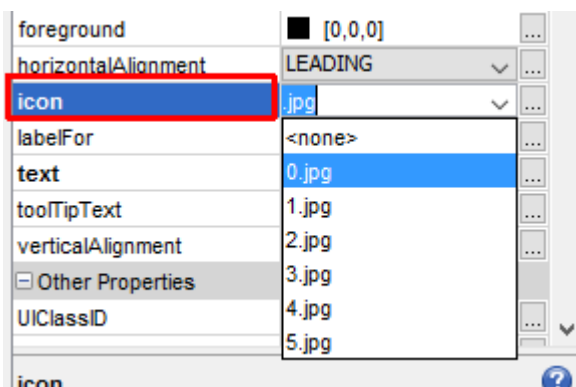 foreground [0,0,0] ...
horizontalAlignment LEADING ...
icon .jpg ...
labelFor <none> ...
text 0.jpg ...
toolTipText 1.jpg ...
verticalAlignment 2.jpg ...
Other Properties 3.jpg
UIClassID 4.jpg ...
5.jpg
icon ?